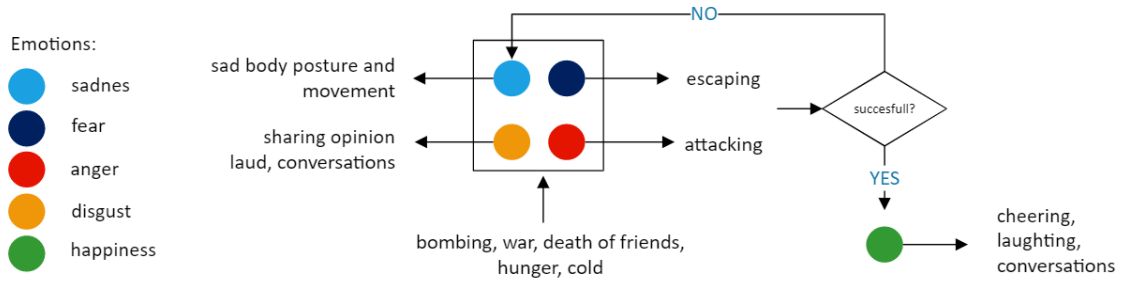 Emotions:
sadnes
fear
anger
disgust
happiness
sad body posture and
movement
sharing opinion
laud, conversations
escaping
attacking
bombing, war, death of friends,
hunger, cold
NO
succesfull?
YES
cheering,
laughting,
conversations